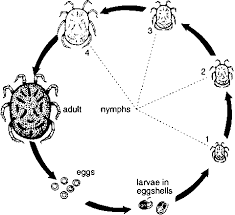 4
3
2
1
adult
nymphs
eggs
larvae in
eggshells